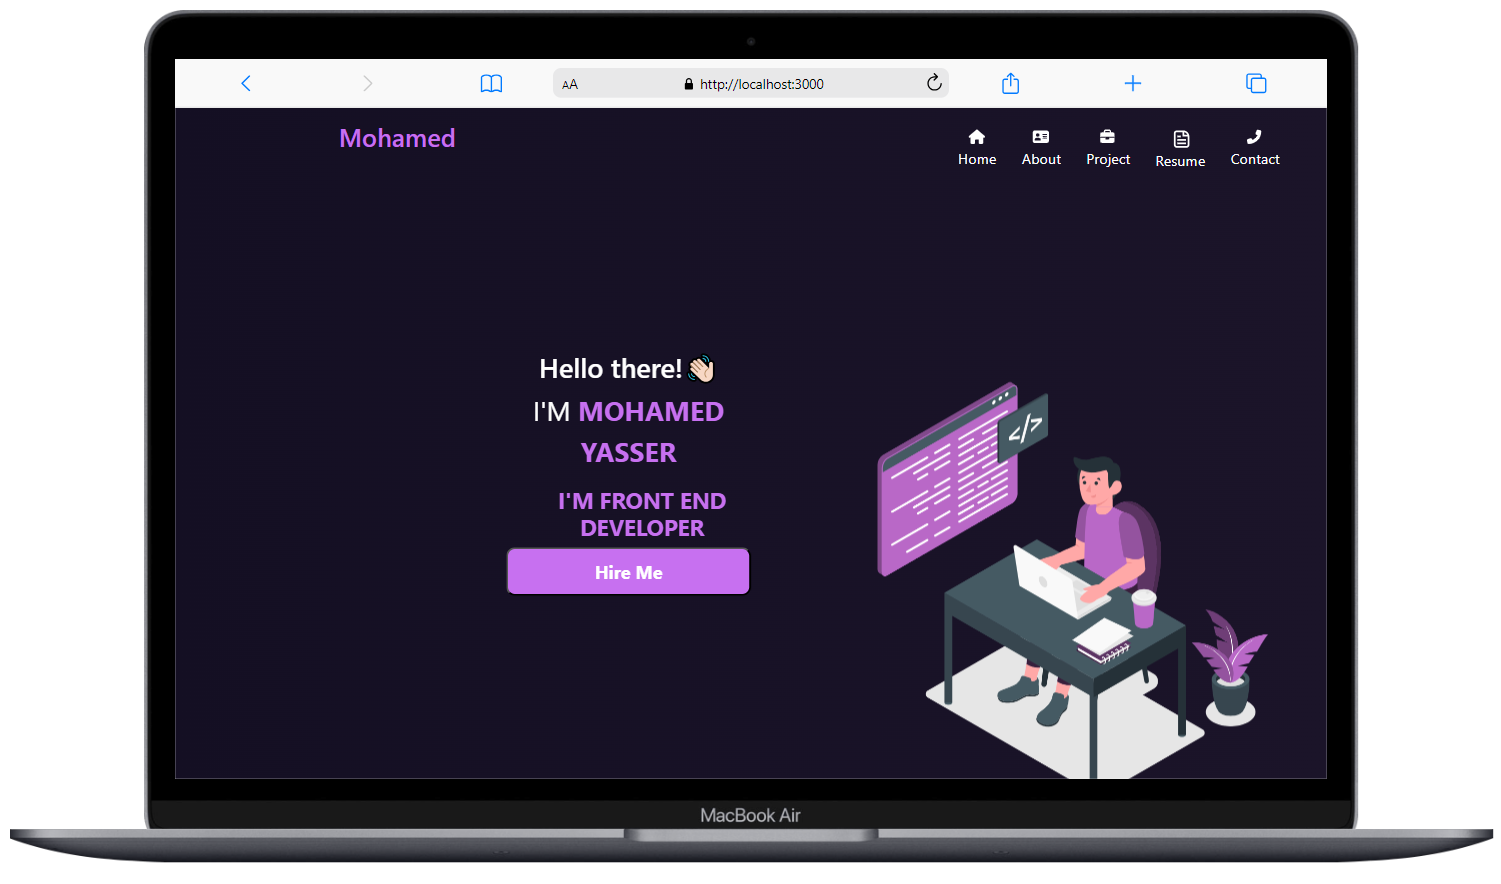 AA http://localhost:3000
Mohamed
Home About Project Resume Contact
Hello there!👋🏻
I'M MOHAMED
YASSER
I'M FRONT END
DEVELOPER
Hire Me
</>
MacBook Air